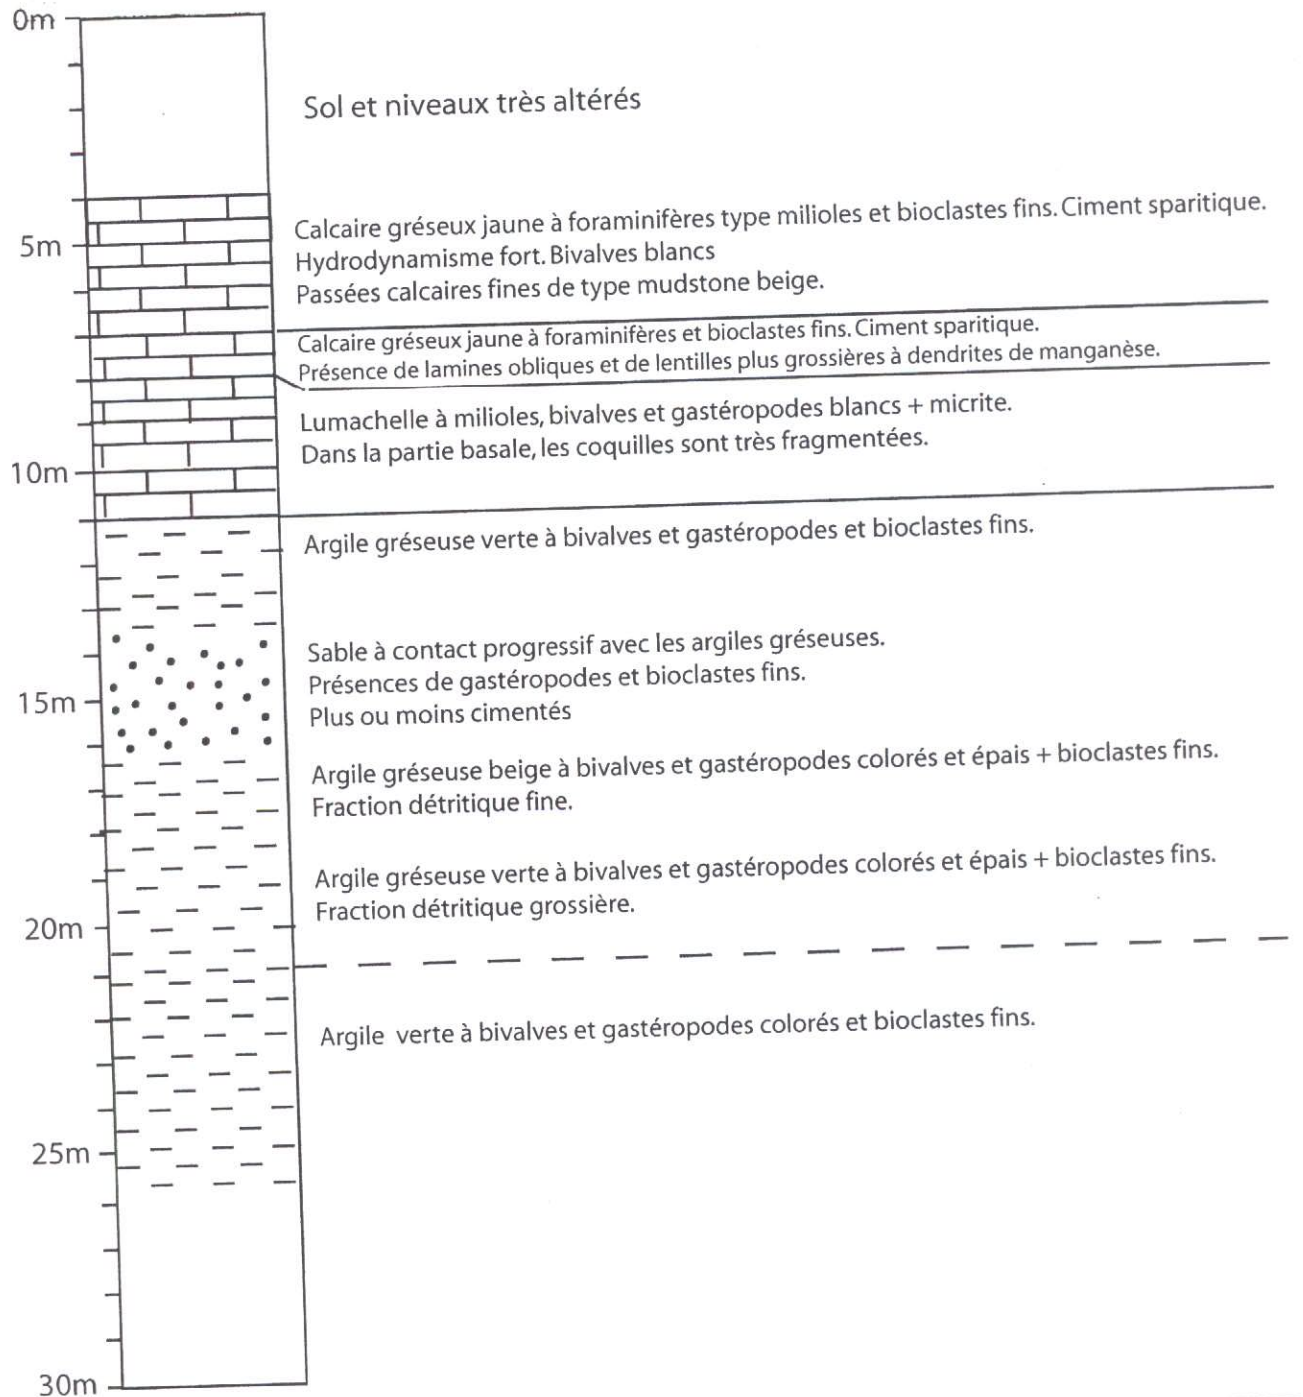 0m
Sol et niveaux très altérés
Calcaire gréseux jaune à foraminifères type milioles et bioclastes fins. Ciment sparitique.
5m
Hydrodynamisme fort. Bivalves blancs
Passées calcaires fines de type mudstone beige.
Calcaire gréseux jaune à foraminifères et bioclastes fins. Ciment sparitique.
Présence de lamines obliques et de lentilles plus grossières à dendrites de manganèse.
Lumachelle à milioles, bivalves et gastéropodes blancs + micrite.
Dans la partie basale, les coquilles sont très fragmentées.
10m
Argile gréseuse verte à bivalves et gastéropodes et bioclastes fins.
Sable à contact progressif avec les argiles gréseuses.
Présences de gastéropodes et bioclastes fins.
15m
Plus ou moins cimentés
Argile gréseuse beige à bivalves et gastéropodes colorés et épais + bioclastes fins.
Fraction détritique fine.
Argile gréseuse verte à bivalves et gastéropodes colorés et épais + bioclastes fins.
Fraction détritique grossière.
20m
Argile verte à bivalves et gastéropodes colorés et bioclastes fins.
25m
30m